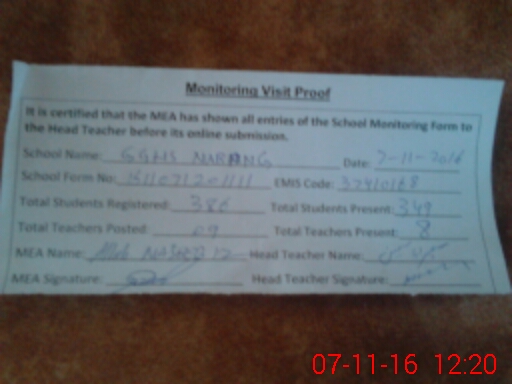 Monitoring Visit Proof
It is certified that the MEA has shown all entries of the School Monitoring Form to
the Head Teacher before its online submission.
School Name: GGHS Date: 7-11-2016
School Form No: EMIS Code:
Total Students Registered: 386 Total Students Present: 349
Total Teachers Posted: 09 Total Teachers Present: 8
MEA Name: Head Teacher Name:
MEA Signature: Head Teacher Signature:
07-11-16 12:20